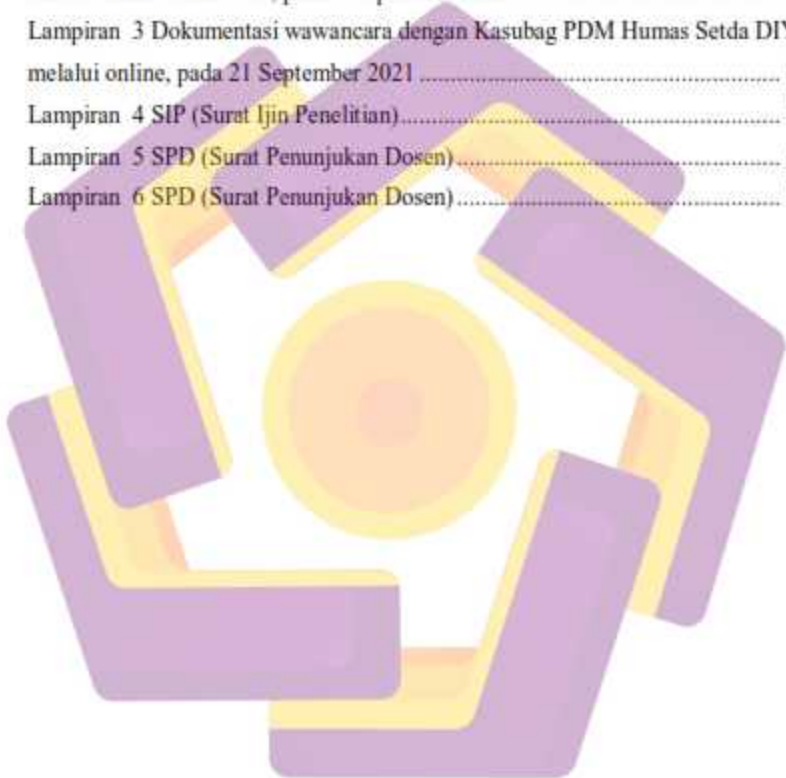 Lampiran 3 Dokumentasi wawancara dengan Kasubag PDM Humas Setda DIY
melalui online, pada 21 September 2021 ................................................................
Lampiran 4 SIP (Surat Ijin Penelitian)................................................................
Lampiran 5 SPD (Surat Penunjukan Dosen) ........................................................
Lampiran 6 SPD (Surat Penunjukan Dosen) ........................................................